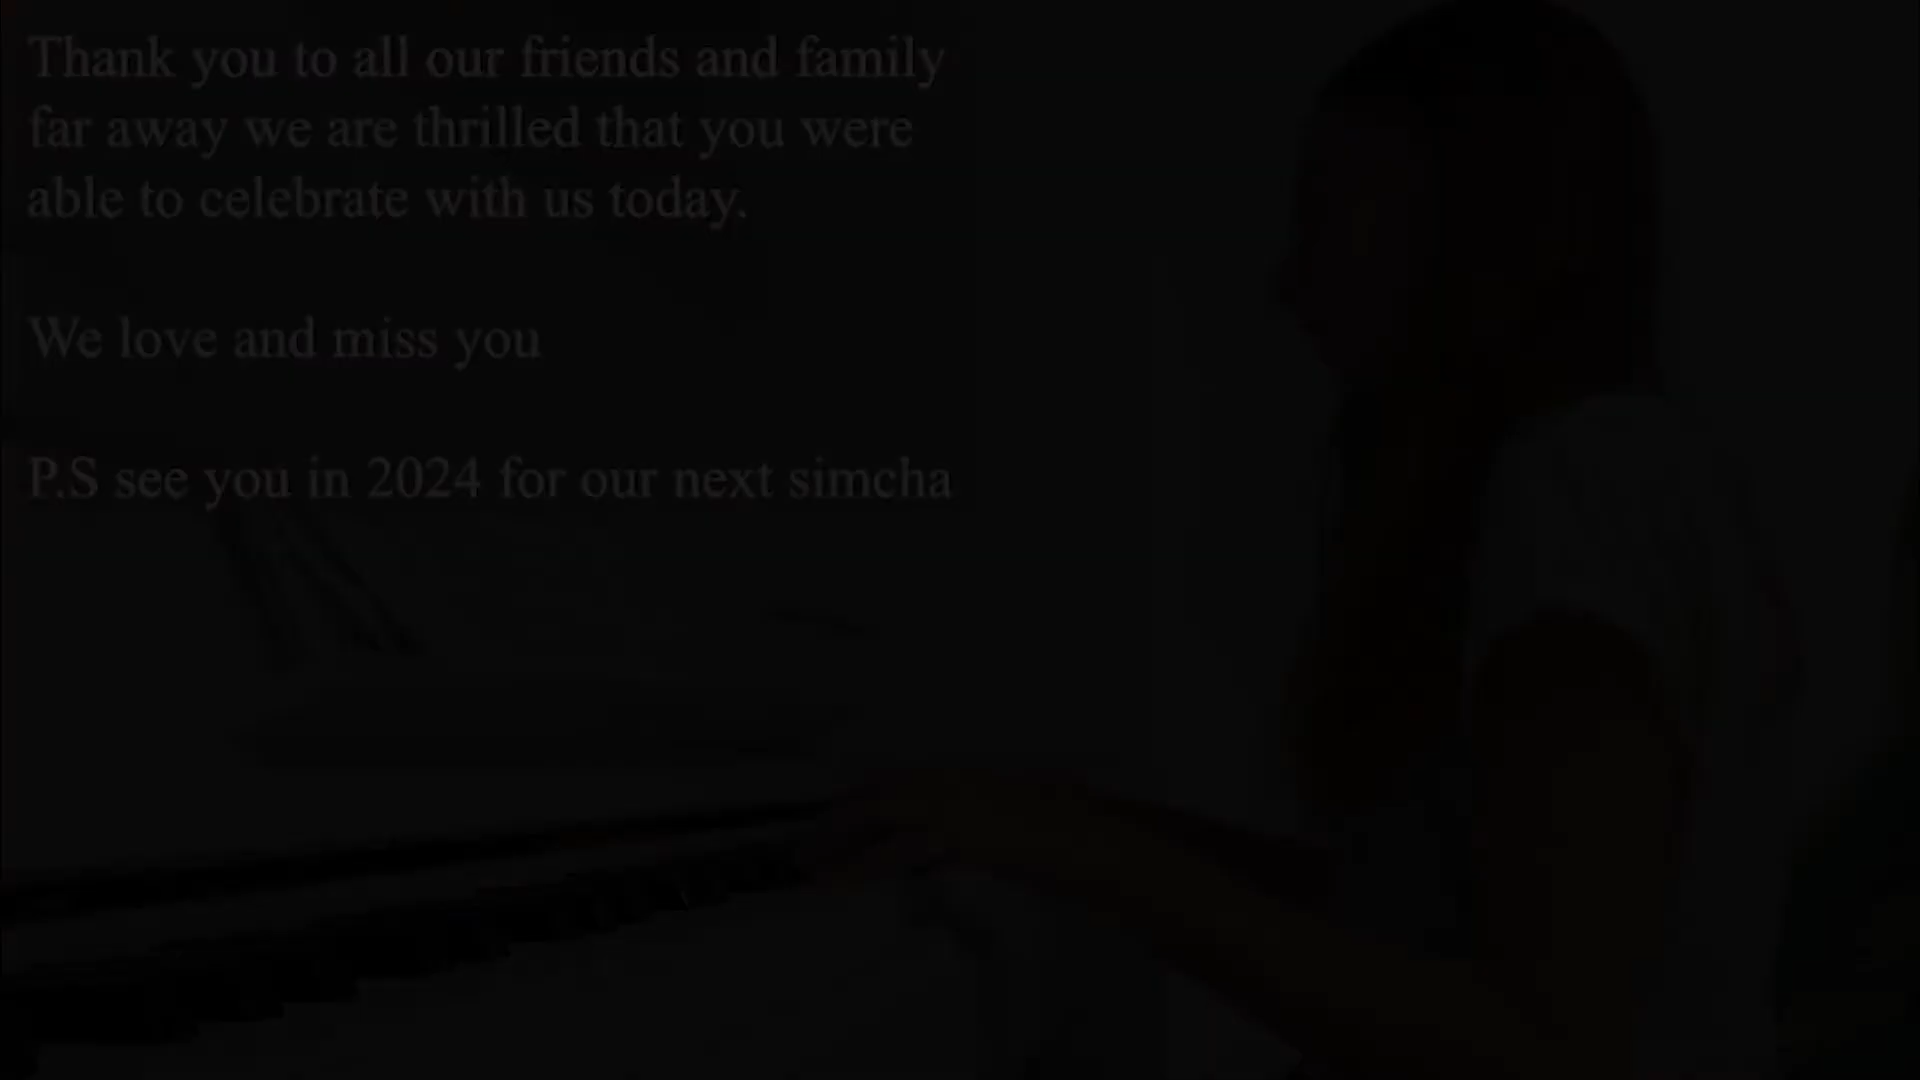 Thank you to all our friends and family
far away we are thrilled that you were
able to celebrate with us today.
We love and miss you
P.S see you in 2024 for our next simcha